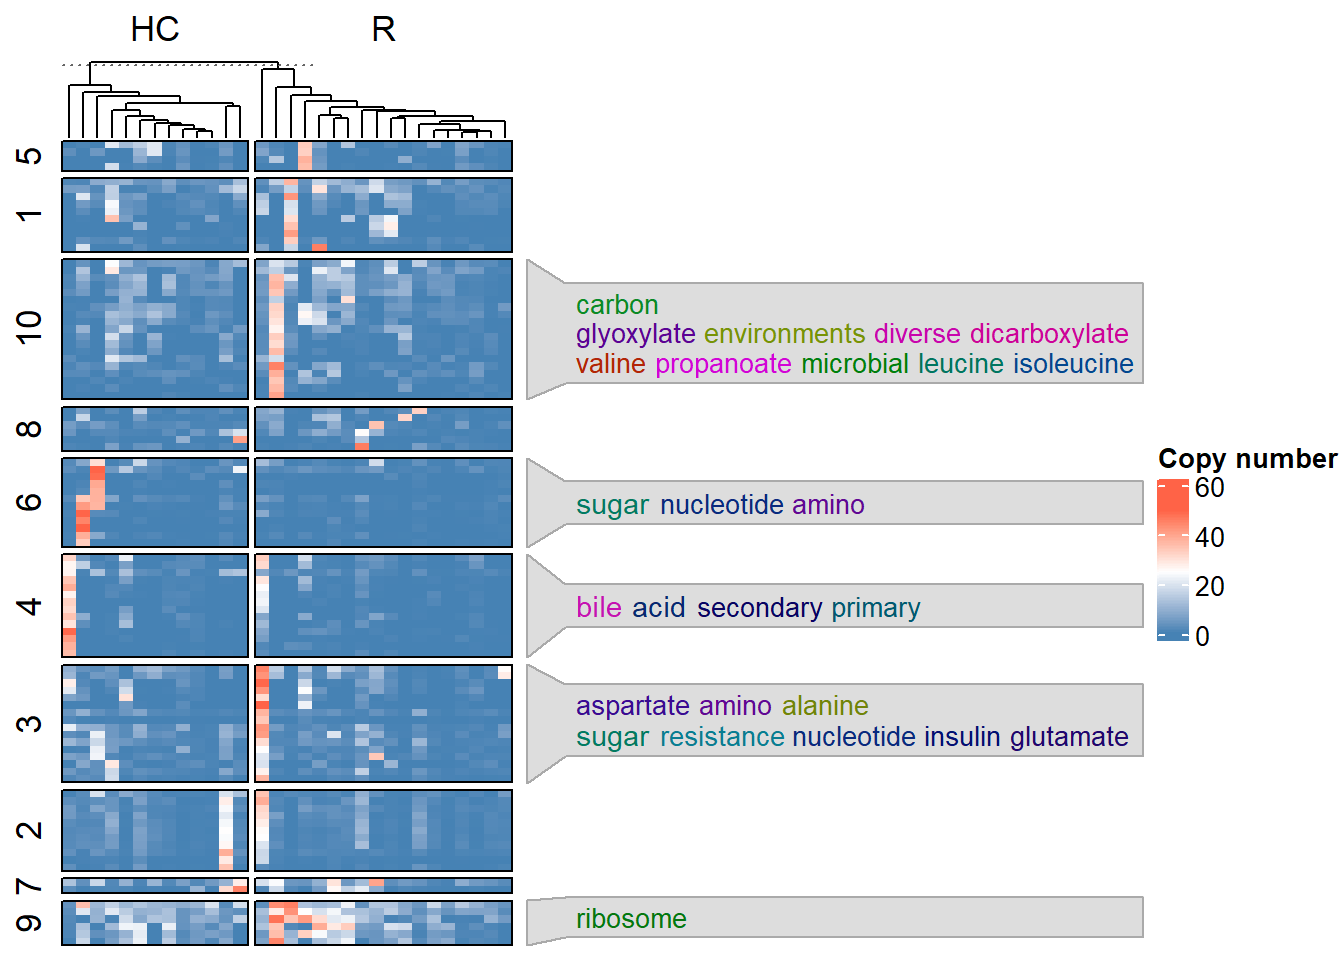 HC R
5
1
10
carbon
glyoxylate environments diverse dicarboxylate
valine propanoate microbial leucine isoleucine
8
6
sugar nucleotide amino
4
bile acid secondary primary
3
aspartate amino alanine
sugar resistance nucleotide insulin glutamate
2
7
9
ribosome
Copy number
60
40
20
0